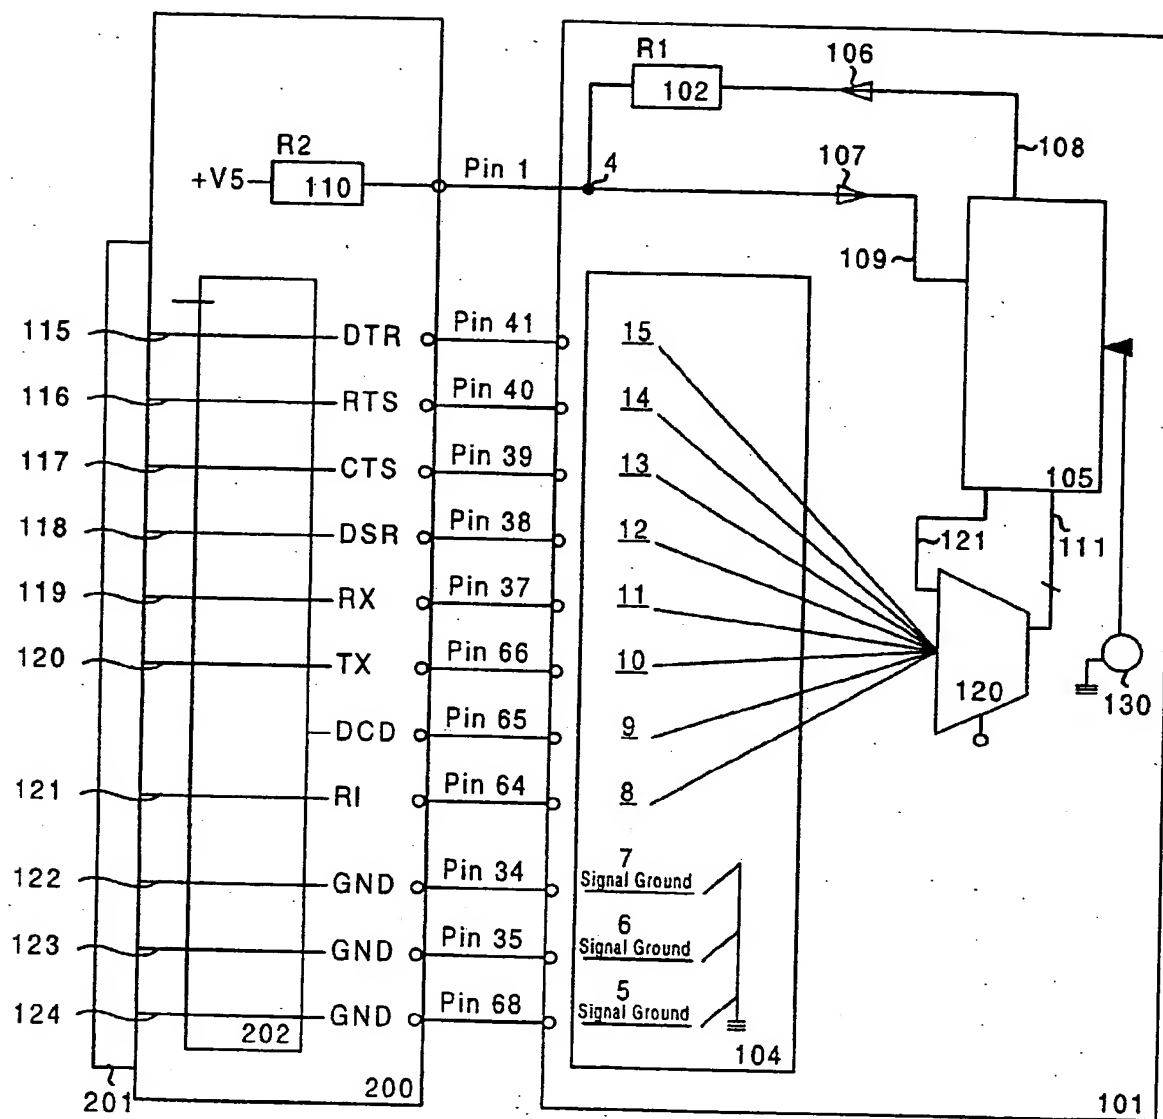 R1
106
102
108
R2
Pin 1
4
107
+V5
110
109
115
DTR
Pin 41
15
116
RTS
Pin 40
14
117
CTS
Pin 39
13
105
118
DSR
Pin 38
12
121
111
119
RX
Pin 37
11
120
TX
Pin 66
10
120
130
DCD
Pin 65
9
121
RI
Pin 64
8
122
GND
Pin 34
7
Signal Ground
123
GND
Pin 35
6
Signal Ground
124
GND
Pin 68
5
Signal Ground
202
104
201
200
101